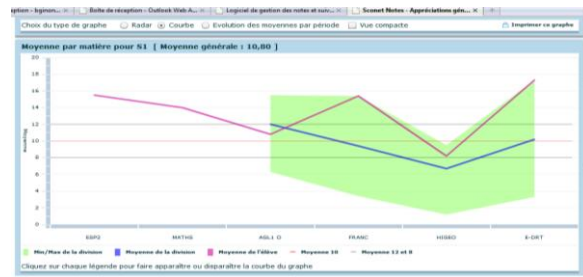 Boîte de réception - Outlook Web A... Logiciel de gestion des notes et suiv... Sconet Notes - Appréciations gén...
Choix du type de graphe Radar Courbe Evolution des moyennes par période Vue compacte Imprimer ce graphe
Moyenne par matière pour S1 [ Moyenne générale : 10,80 ]
20
18
16
14
12
10
8
6
4
2
0
Moyenne
MATHS AGL1 O FRANC HIGEO
Min/Max de la division Moyenne de la division Moyenne de l'élève Moyenne 10 Moyenne 12 et 8
Cliquez sur chaque légende pour faire apparaître ou disparaître la courbe du graphe